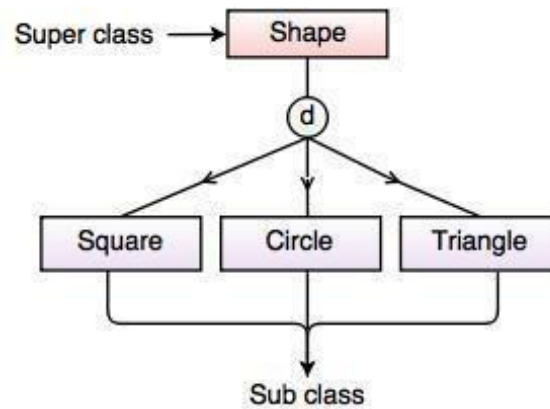 Super class
Shape
d
Square
Circle
Triangle
Sub class